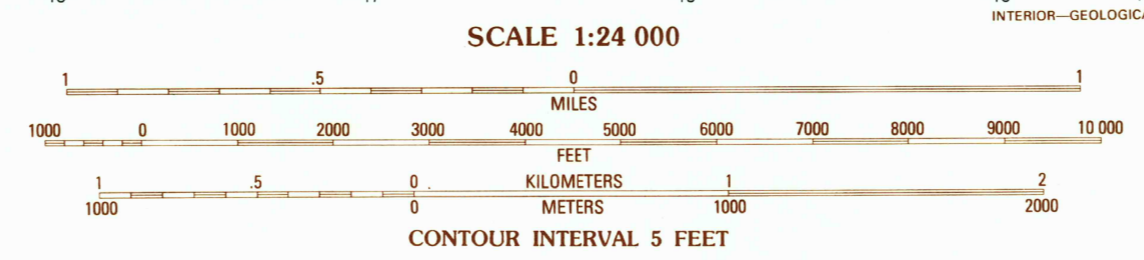 INTERIOR—GEOLOGICA
SCALE 1:24 000
1 .5 0 1
MILES
1000 0 1000 2000 3000 4000 5000 6000 7000 8000 9000 10 000
FEET
1 .5 0 KILOMETERS 1 2
1000 0 METERS 1000 2000
CONTOUR INTERVAL 5 FEET